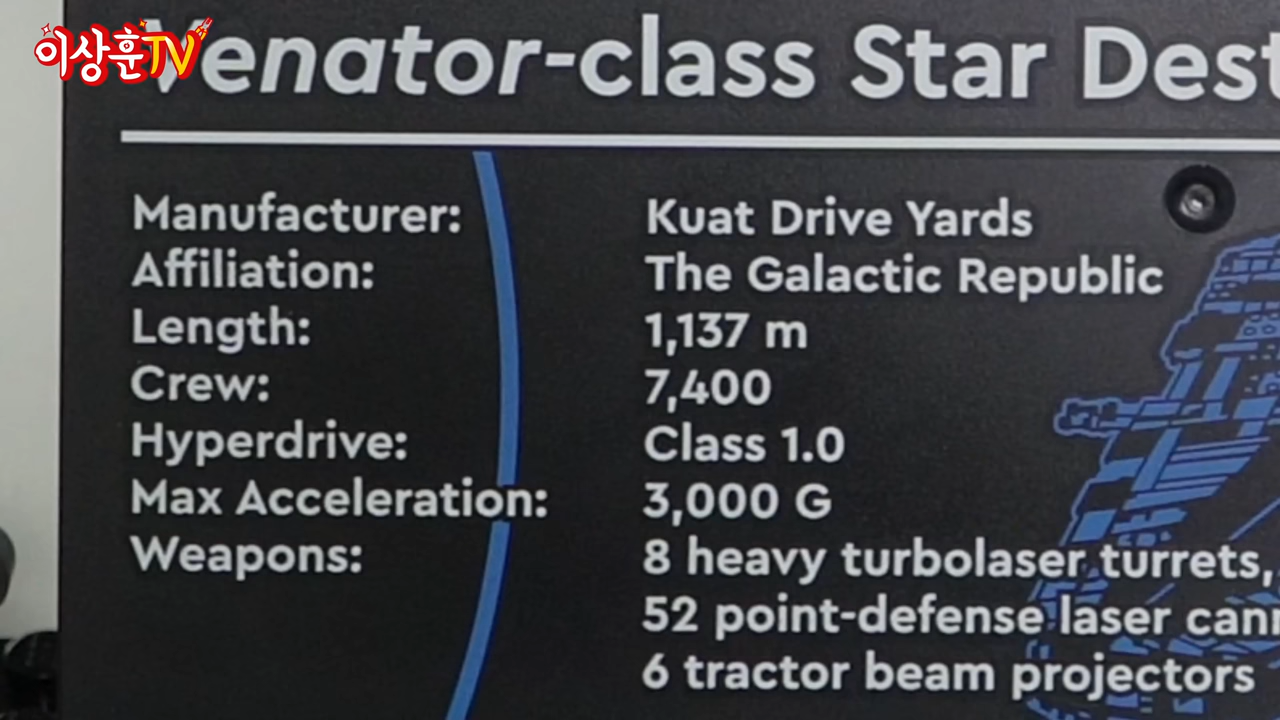 이상훈TV
Venator-class Star Dest
Manufacturer: Kuat Drive Yards
Affiliation: The Galactic Republic
Length: 1,137 m
Crew: 7,400
Hyperdrive: Class 1.0
Max Acceleration: 3,000 G
Weapons: 8 heavy turbolaser turrets,
52 point-defense laser cann
6 tractor beam projectors